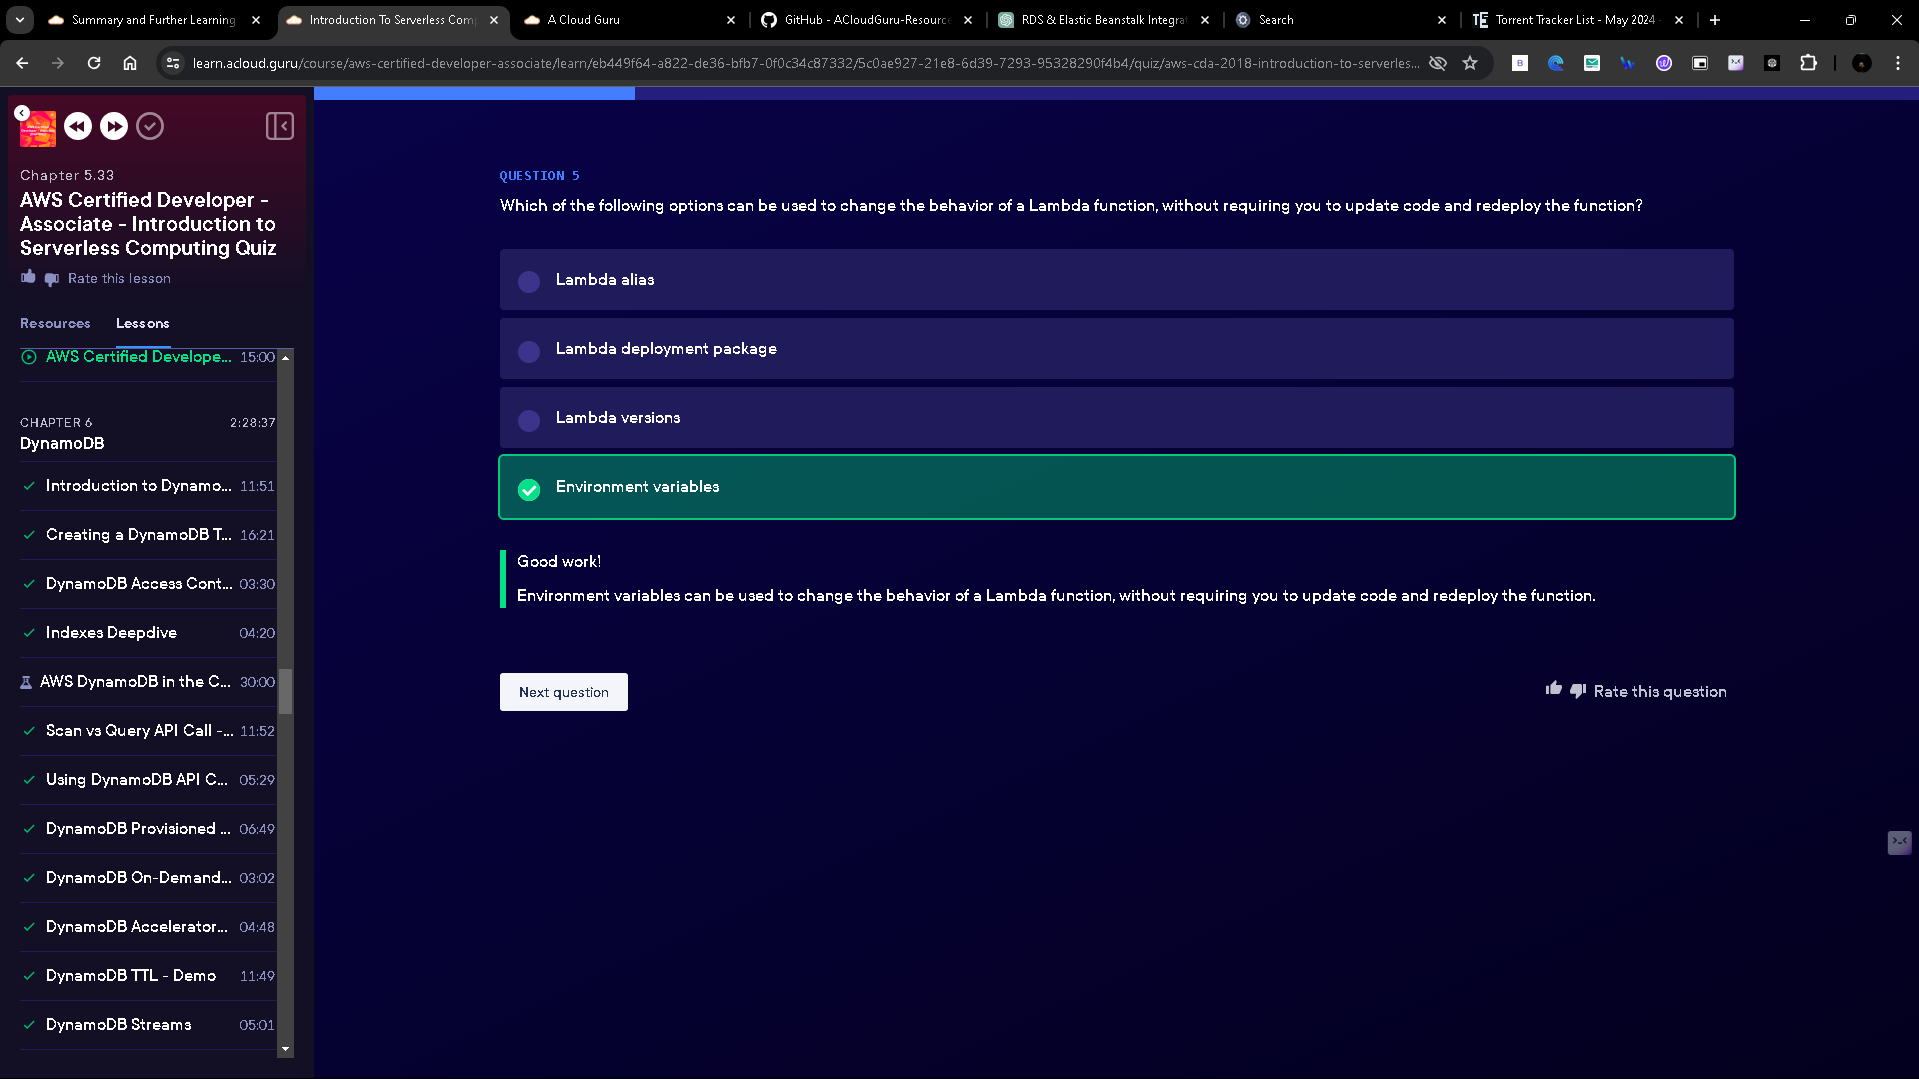 Summary and Further Learning
Introduction To Serverless Comp
A Cloud Guru
GitHub - ACloudGuru-Resource
RDS & Elastic Beanstalk Integrat
Search
Torrent Tracker List - May 2024 -
learn.acloud.guru/course/aws-certified-developer-associate/learn/eb449f64-a822-de36-bfb7-0f0c34c87332/5c0ae927-21e8-6d39-7293-95328290f4b4/quiz/aws-cda-2018-introduction-to-serverles...
Chapter 5.33
AWS Certified Developer -
Associate - Introduction to
Serverless Computing Quiz
Rate this lesson
Resources
Lessons
AWS Certified Develope... 15:00
CHAPTER 6 2:28:37
DynamoDB
Introduction to Dynamo... 11:51
Creating a DynamoDB T... 16:21
DynamoDB Access Cont... 03:30
Indexes Deepdive 04:20
AWS DynamoDB in the C... 30:00
Scan vs Query API Call -... 11:52
Using DynamoDB API C... 05:29
DynamoDB Provisioned ... 06:49
DynamoDB On-Demand... 03:02
DynamoDB Accelerator... 04:48
DynamoDB TTL - Demo 11:49
DynamoDB Streams 05:01
QUESTION 5
Which of the following options can be used to change the behavior of a Lambda function, without requiring you to update code and redeploy the function?
Lambda alias
Lambda deployment package
Lambda versions
Environment variables
Good work!
Environment variables can be used to change the behavior of a Lambda function, without requiring you to update code and redeploy the function.
Next question
Rate this question